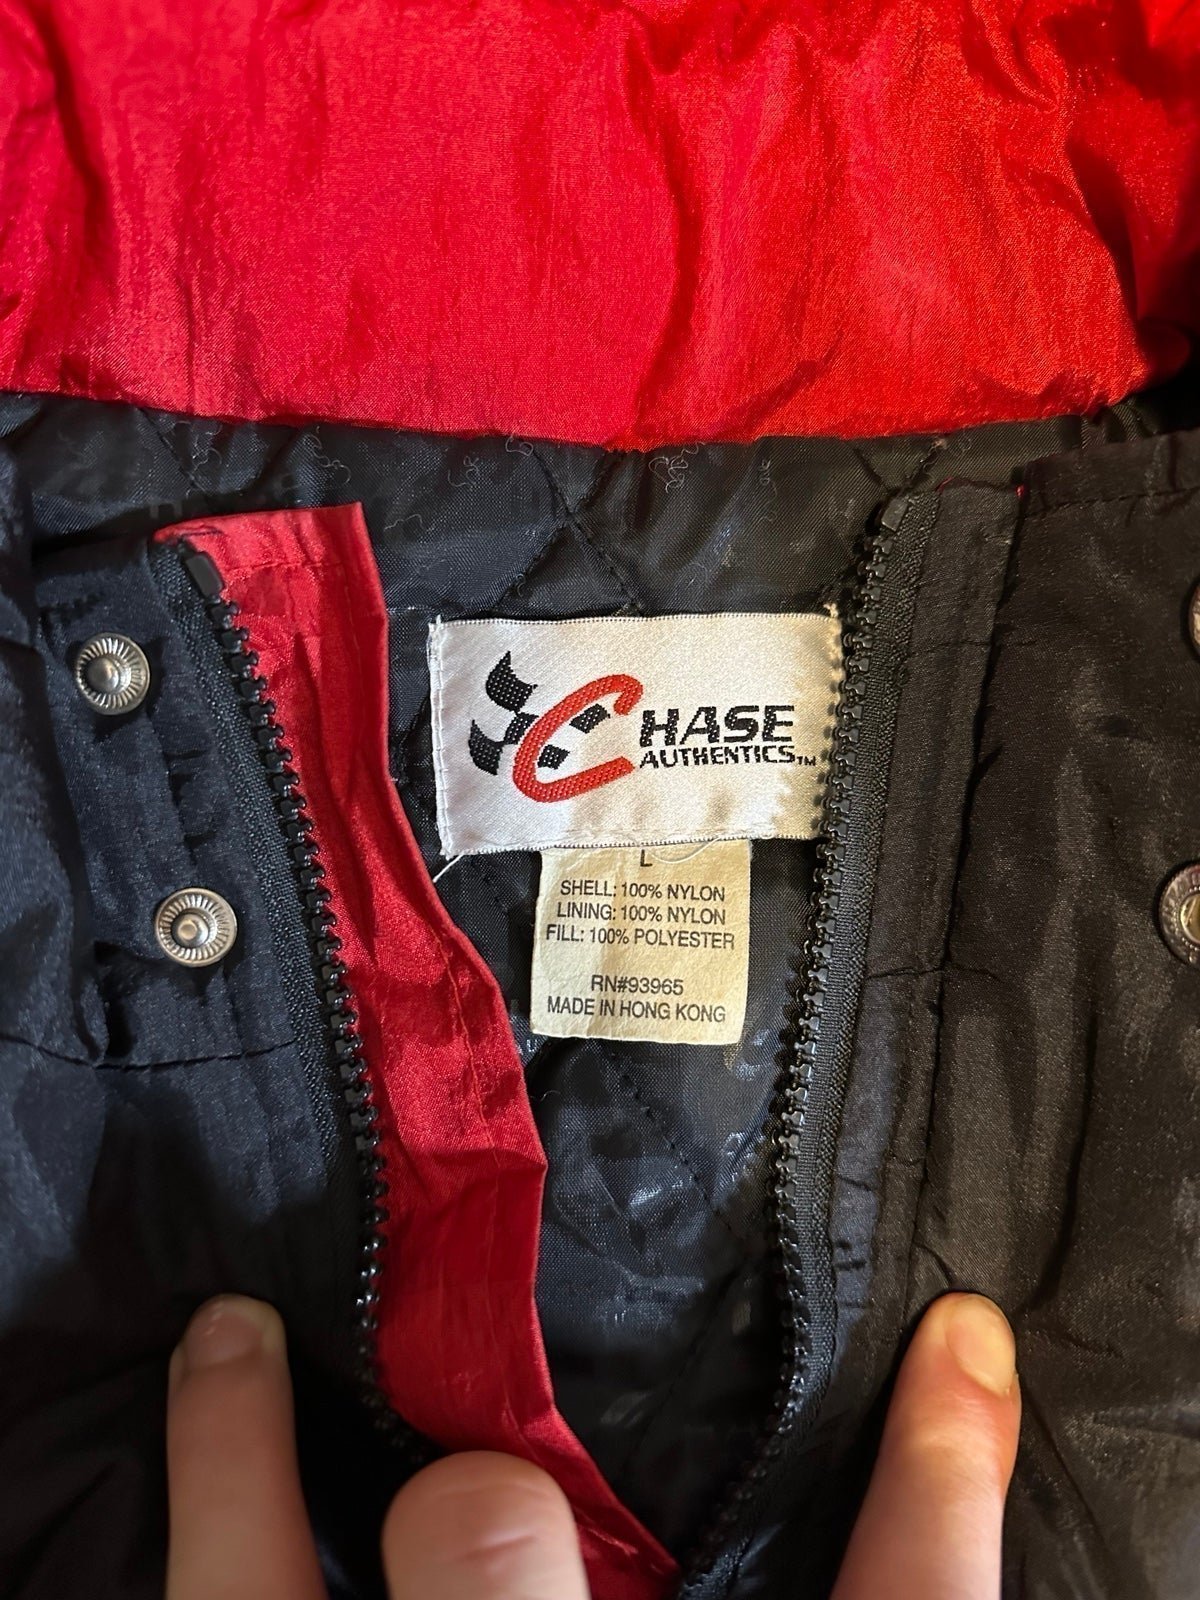 CHASE
AUTHENTICS™
L
SHELL: 100% NYLON
LINING: 100% NYLON
FILL: 100% POLYESTER
RN#93965
MADE IN HONG KONG